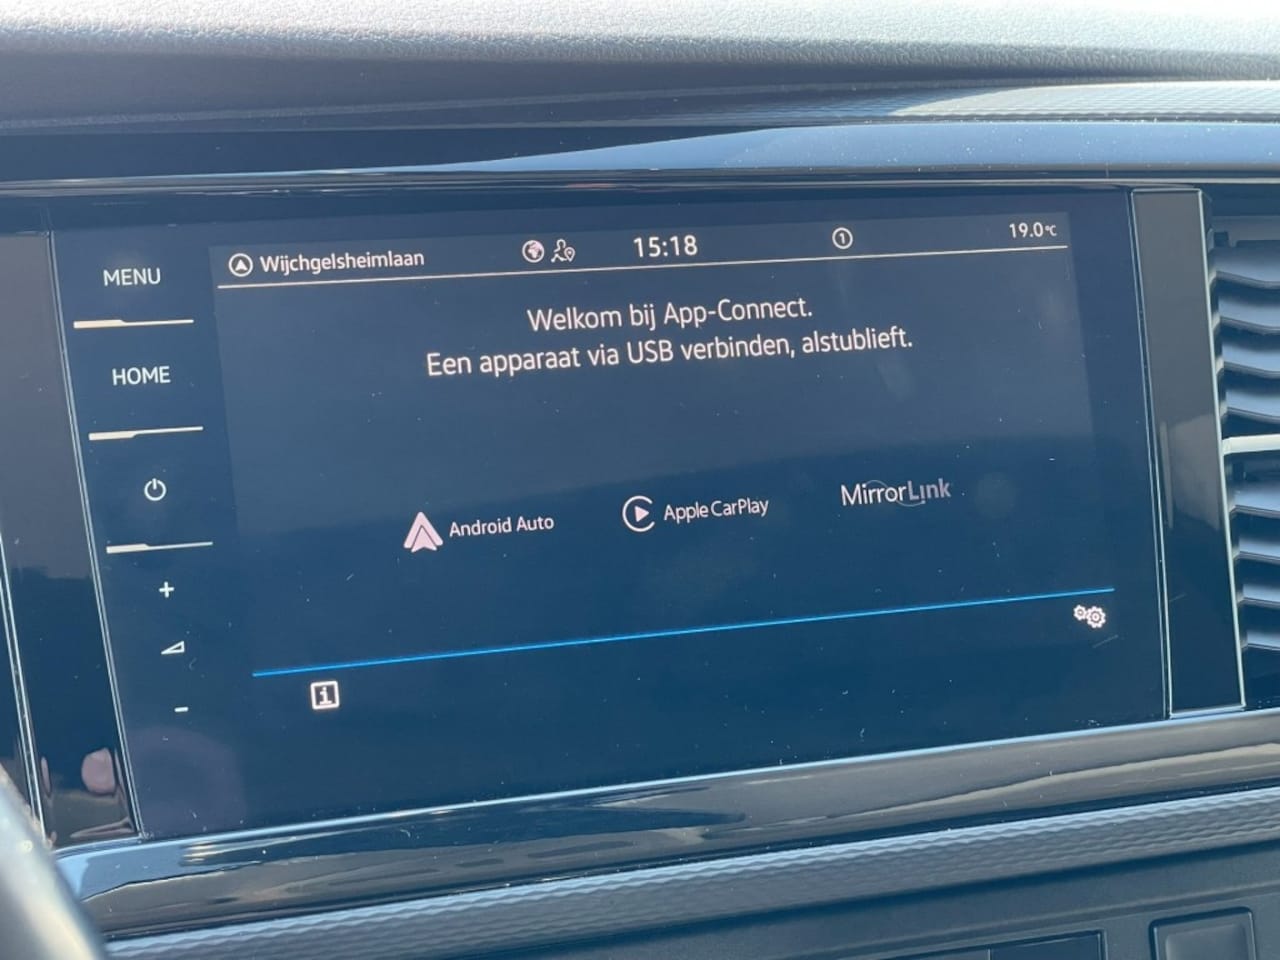 MENU
HOME
Wijchgelsheimlaan
15:18
1
19.0°C
Welkom bij App-Connect.
Een apparaat via USB verbinden, alstublieft.
Android Auto
Apple CarPlay
MirrorLink
+
-
i